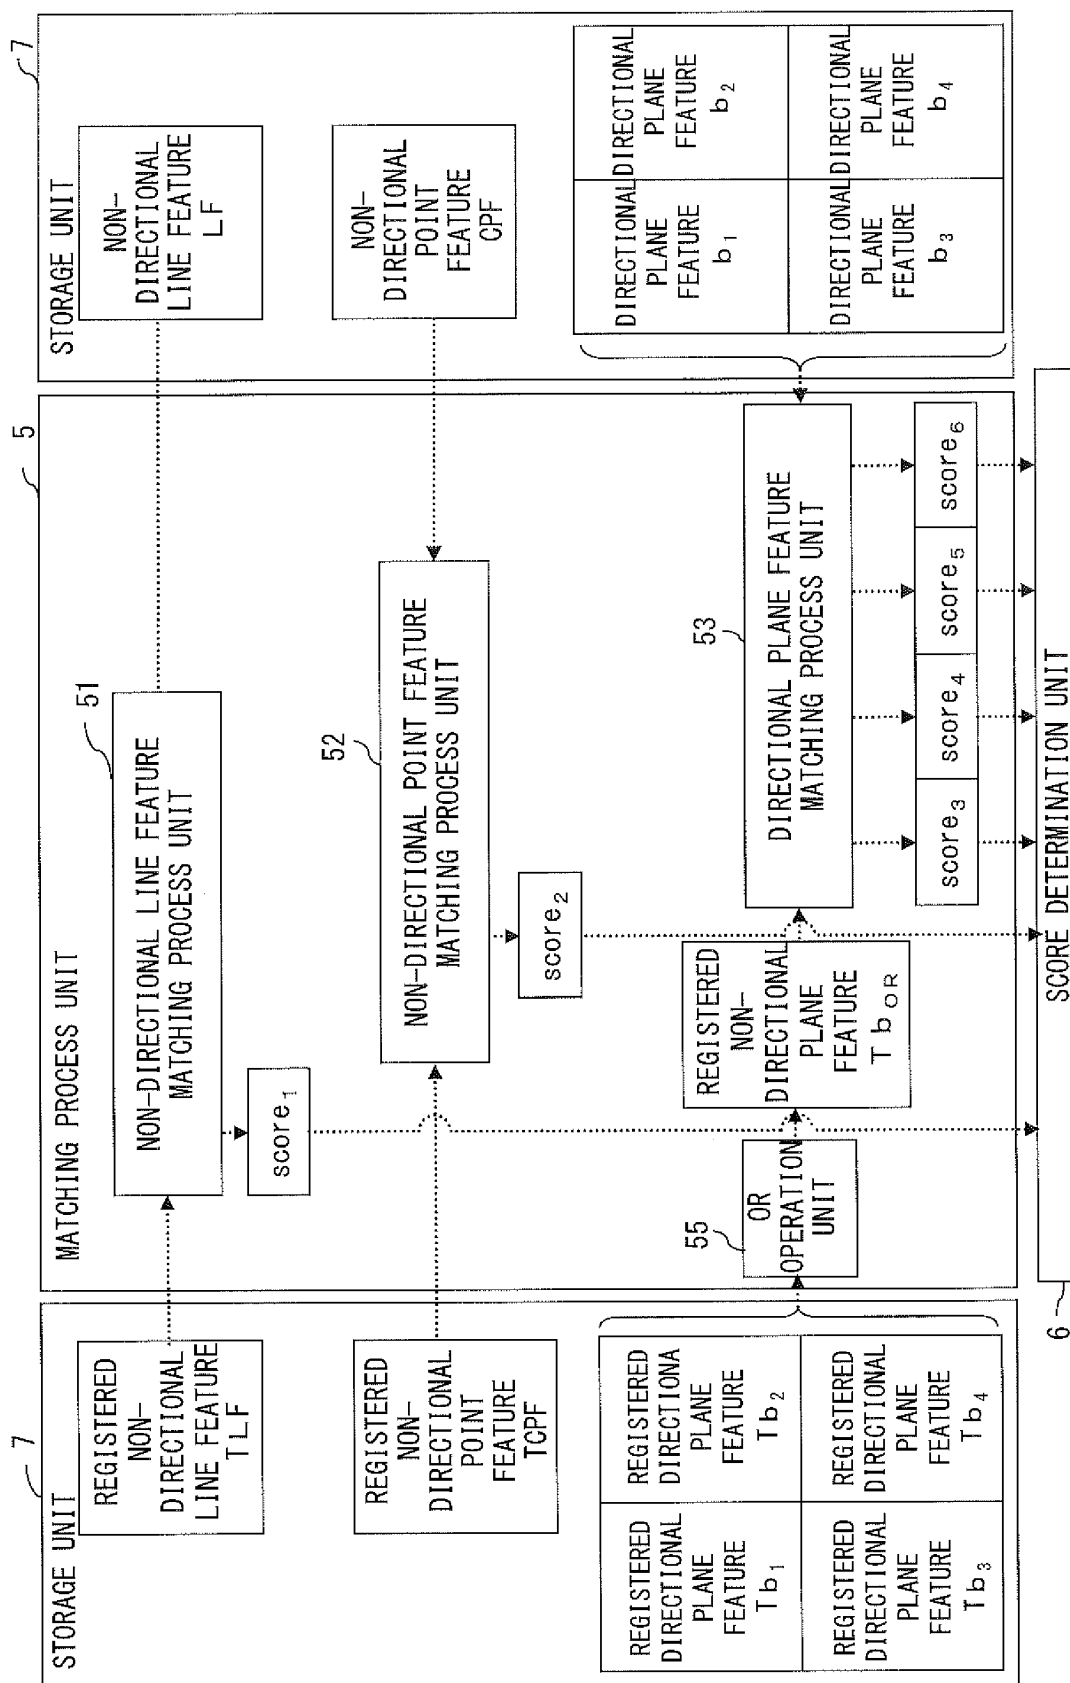 7
STORAGE UNIT
REGISTERED
NON-
DIRECTIONAL
LINE FEATURE
TLF
REGISTERED
NON-
DIRECTIONAL
POINT
FEATURE
TCPF
REGISTERED
DIRECTIONAL
PLANE
FEATURE
Tb1
REGISTERED
DIRECTIONA
PLANE
FEATURE
Tb2
REGISTERED
DIRECTIONAL
PLANE
FEATURE
Tb3
REGISTERED
DIRECTIONAL
PLANE
FEATURE
Tb4
5
MATCHING PROCESS UNIT
51
NON-DIRECTIONAL LINE FEATURE
MATCHING PROCESS UNIT
score1
52
NON-DIRECTIONAL POINT FEATURE
MATCHING PROCESS UNIT
score2
55
OR
OPERATION
UNIT
REGISTERED
NON-
DIRECTIONAL
PLANE
FEATURE
TbOR
53
DIRECTIONAL PLANE FEATURE
MATCHING PROCESS UNIT
score3
score4
score5
score6
7
STORAGE UNIT
NON-
DIRECTIONAL
LINE FEATURE
LF
NON-
DIRECTIONAL
POINT
FEATURE
CPF
DIRECTIONAL
PLANE
FEATURE
b1
DIRECTIONAL
PLANE
FEATURE
b2
DIRECTIONAL
PLANE
FEATURE
b3
DIRECTIONAL
PLANE
FEATURE
b4
6
SCORE DETERMINATION UNIT